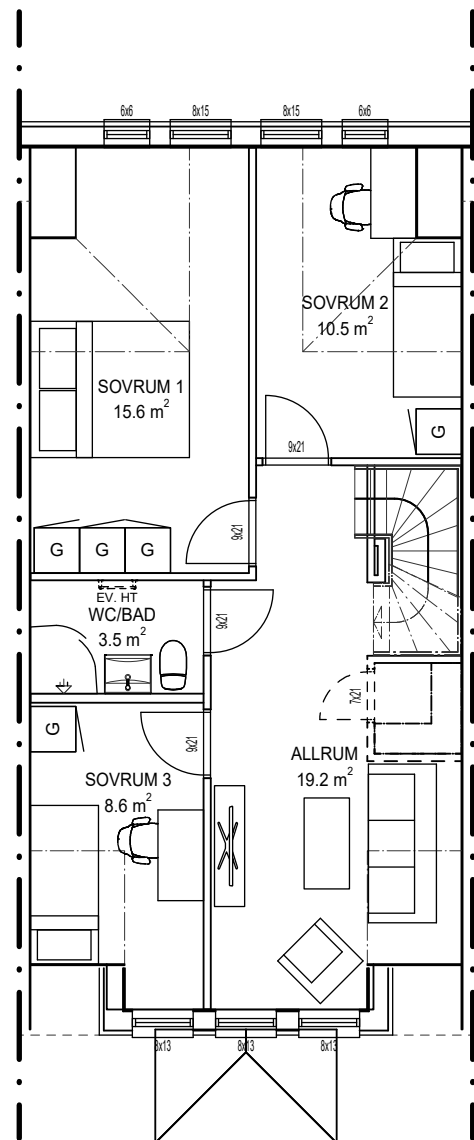 6x6 8x15 8x15 6x6
SOVRUM 2
10.5 m²
SOVRUM 1
15.6 m²
G
9x21
9x21
G G G
EV. HT
WC/BAD
3.5 m²
9x21
7x21
G
9x21
ALLRUM
19.2 m²
SOVRUM 3
8.6 m²
8x13 8x13 8x13